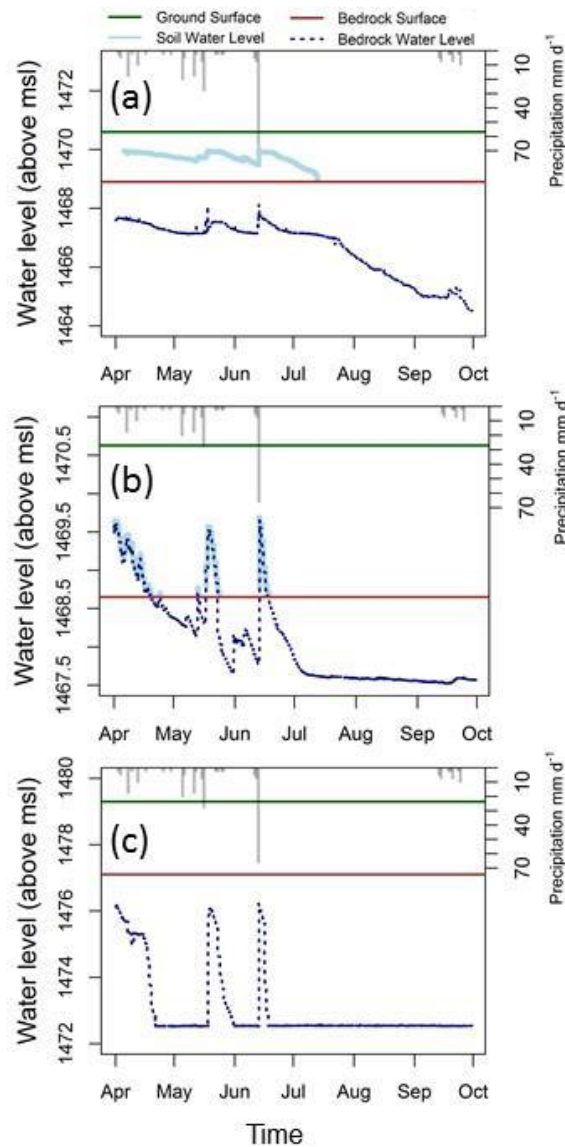 Ground Surface Bedrock Surface
Soil Water Level Bedrock Water Level
(a)
Water level (above msl)
1472
1470
1468
1466
1464
10
40
70
Precipitation mm d⁻¹
Apr May Jun Jul Aug Sep Oct
(b)
Water level (above msl)
1470.5
1469.5
1468.5
1467.5
10
40
70
Precipitation mm d⁻¹
Apr May Jun Jul Aug Sep Oct
(c)
Water level (above msl)
1480
1478
1476
1474
1472
10
40
70
Precipitation mm d⁻¹
Apr May Jun Jul Aug Sep Oct
Time